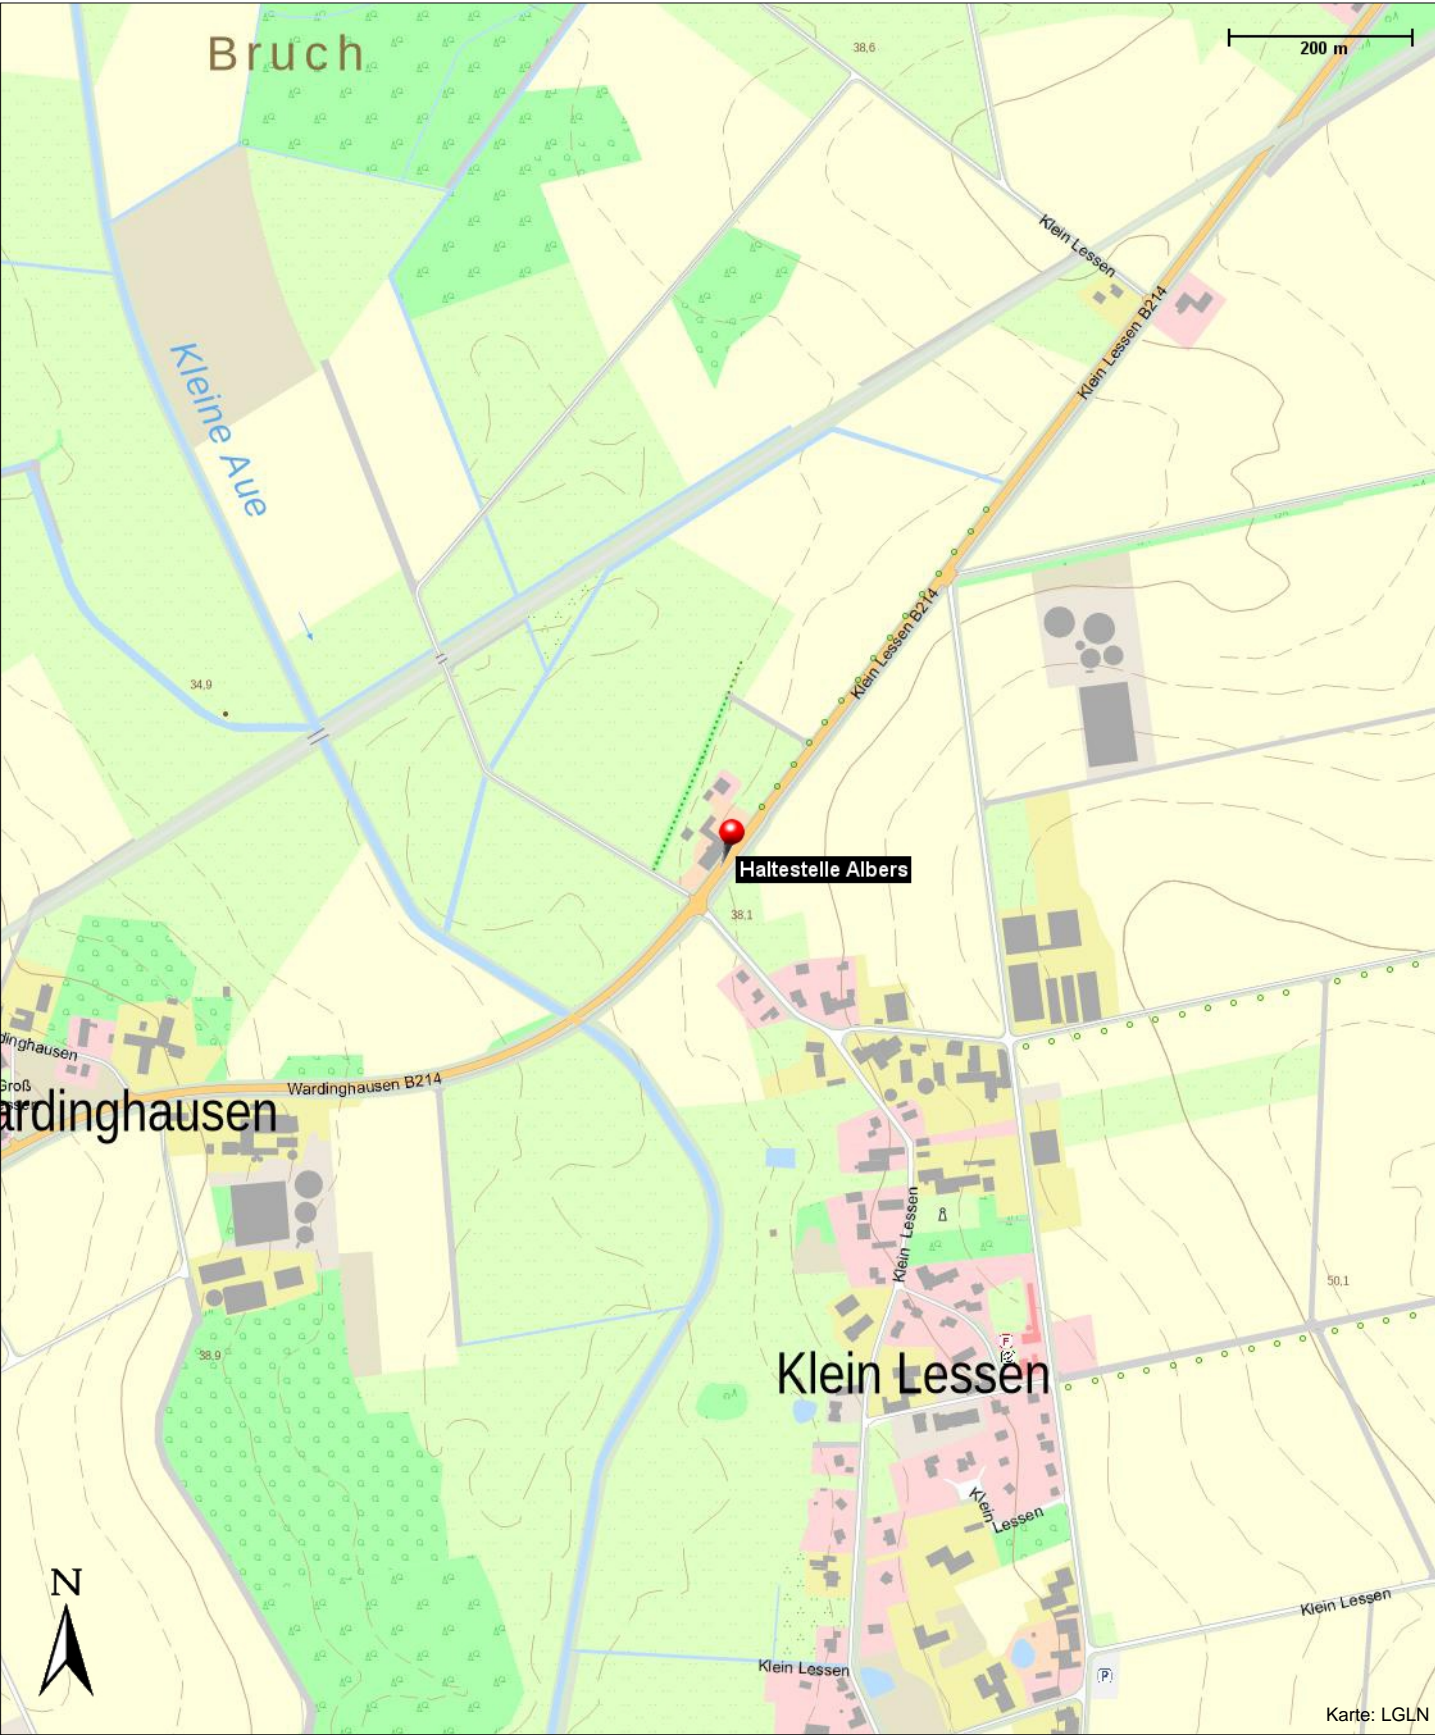 Bruch
38,6
200 m
Klein Lessen
Klein Lessen B214
Kleine Aue
Klein Lessen B214
34,9
Haltestelle Albers
38,1
dinghausen
Groß
Wardinghausen B214
ardinghausen
Klein Lessen
50,1
38,9
F
Klein Lessen
Klein
Lessen
N
Klein Lessen
Klein Lessen
P
Karte: LGLN